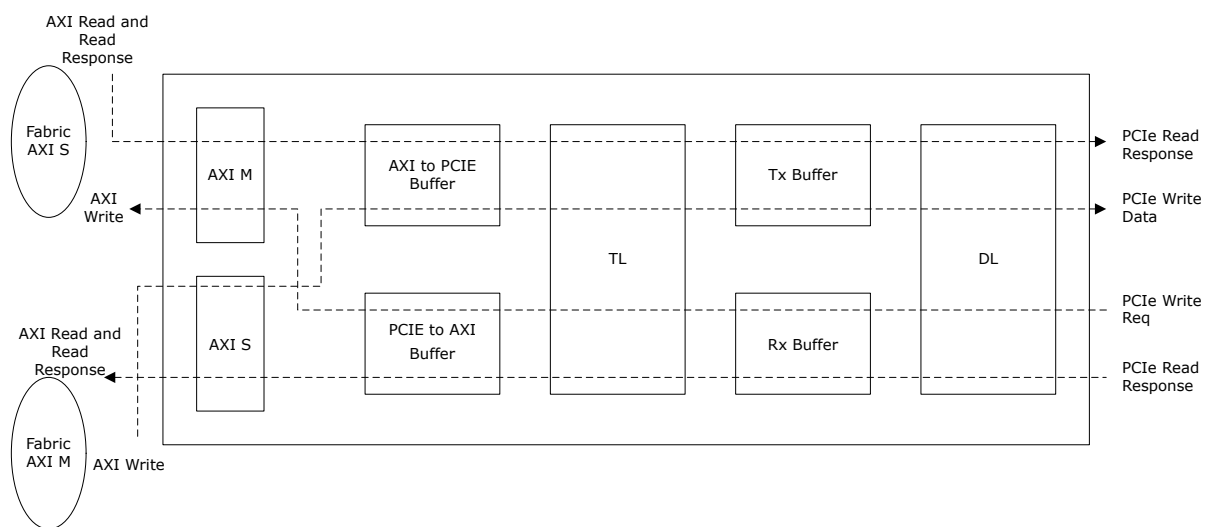 AXI Read and
Read
Response
Fabric
AXI S
AXI M
AXI to PCIE
Buffer
Tx Buffer
PCIe Read
Response
AXI
Write
PCIe Write
Data
TL
DL
AXI S
PCIE to AXI
Buffer
Rx Buffer
PCIe Write
Req
AXI Read and
Read
Response
PCIe Read
Response
Fabric
AXI M
AXI Write